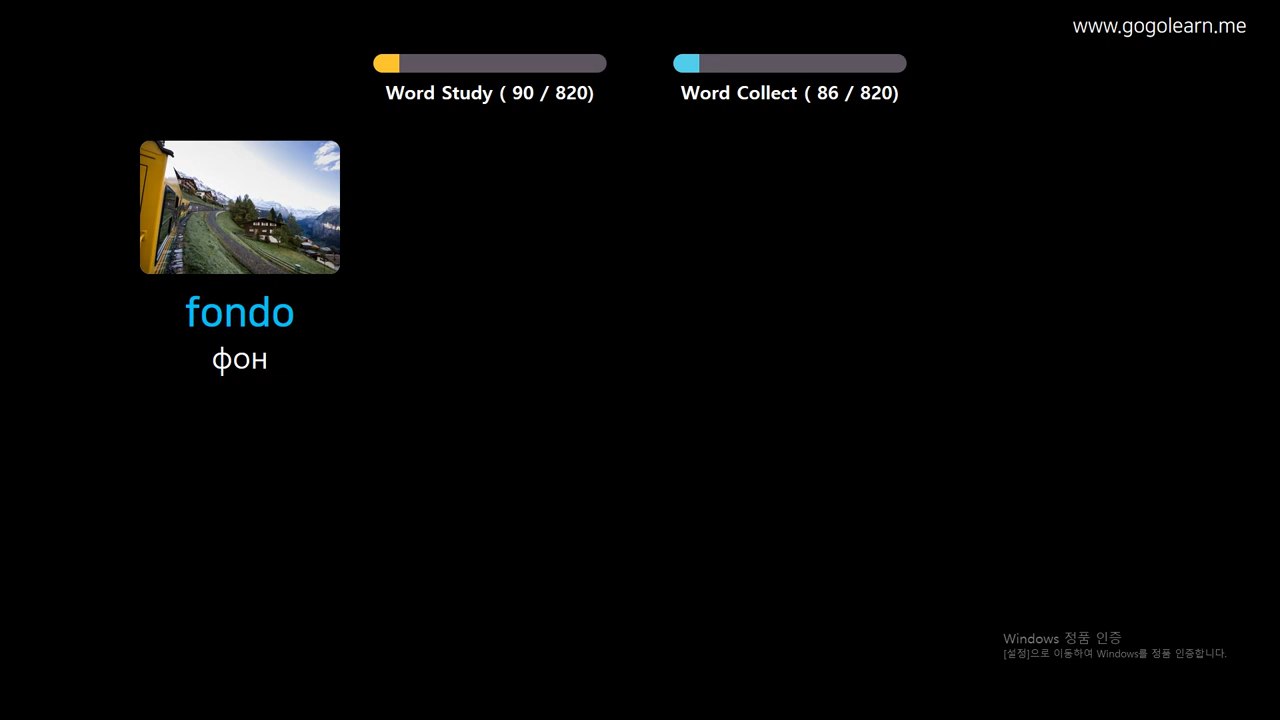 www.gogolearn.me
Word Study ( 90 / 820)
Word Collect ( 86 / 820)
fondo
фон
Windows 정품 인증
[설정]으로 이동하여 Windows를 정품 인증합니다.